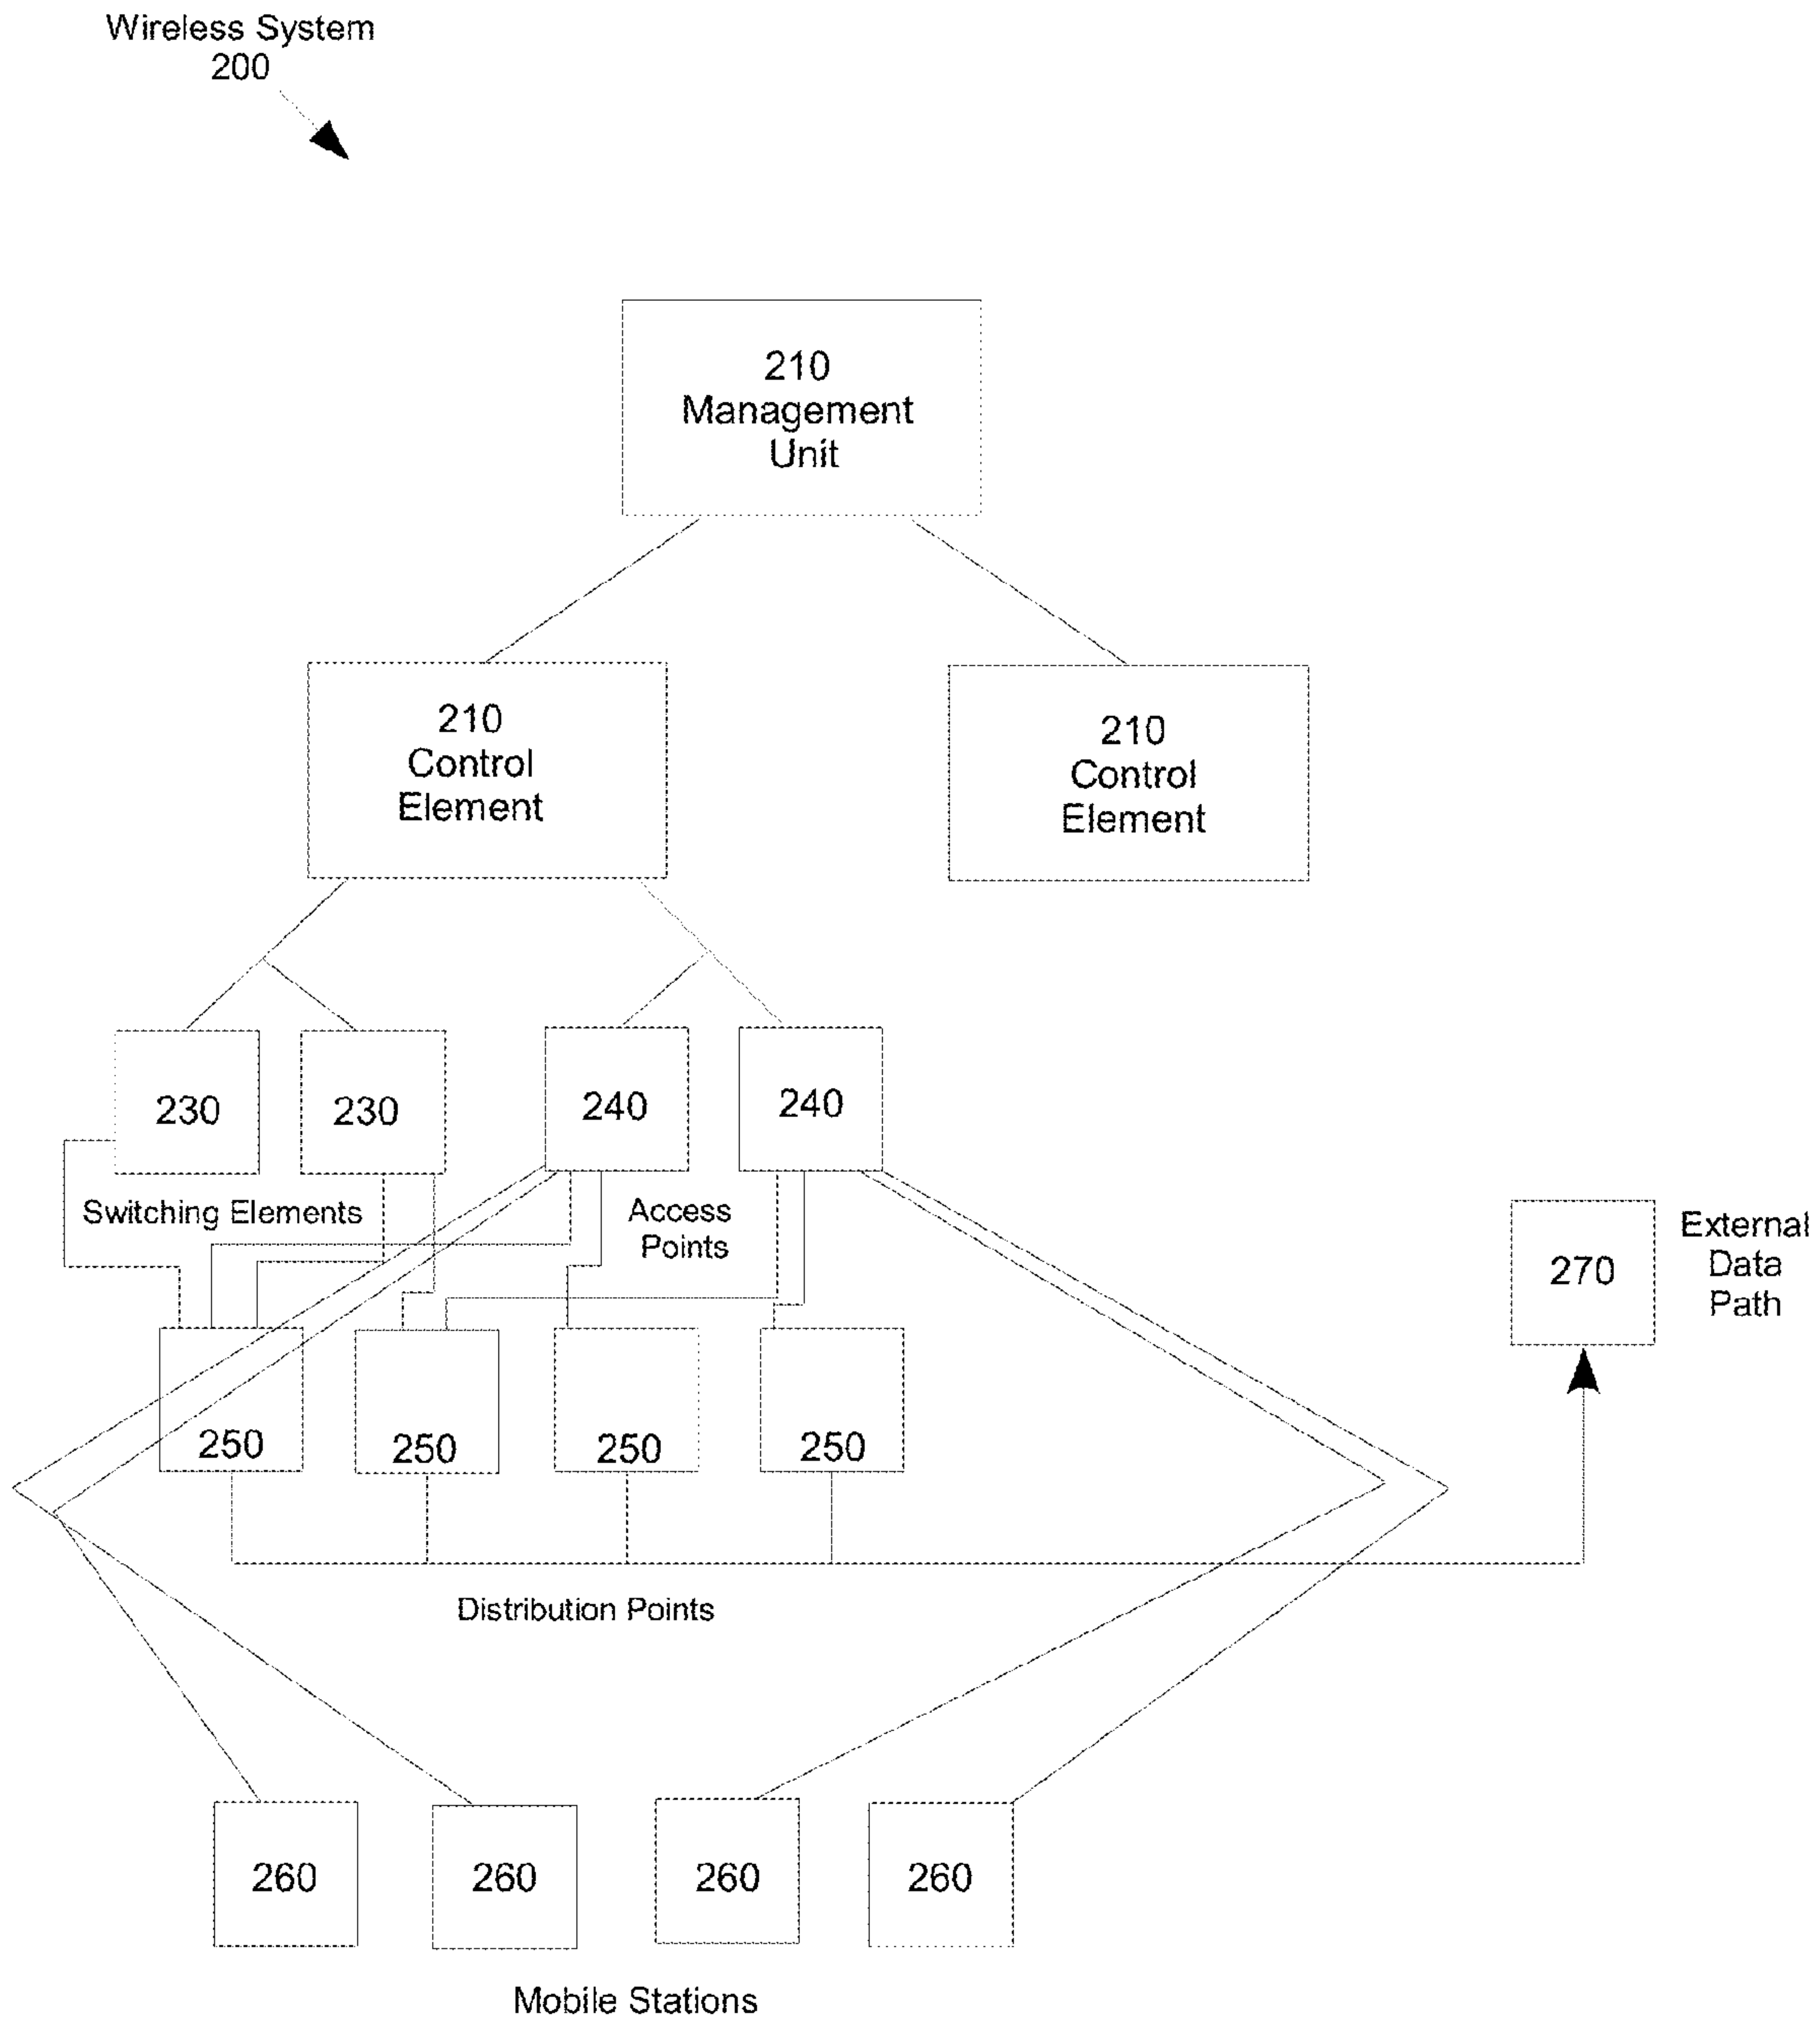 Wireless System
200
210
Management
Unit
210
Control
Element
210
Control
Element
230
230
240
240
Switching Elements
Access
Points
270
External
Data
Path
250
250
250
250
Distribution Points
260
260
260
260
Mobile Stations